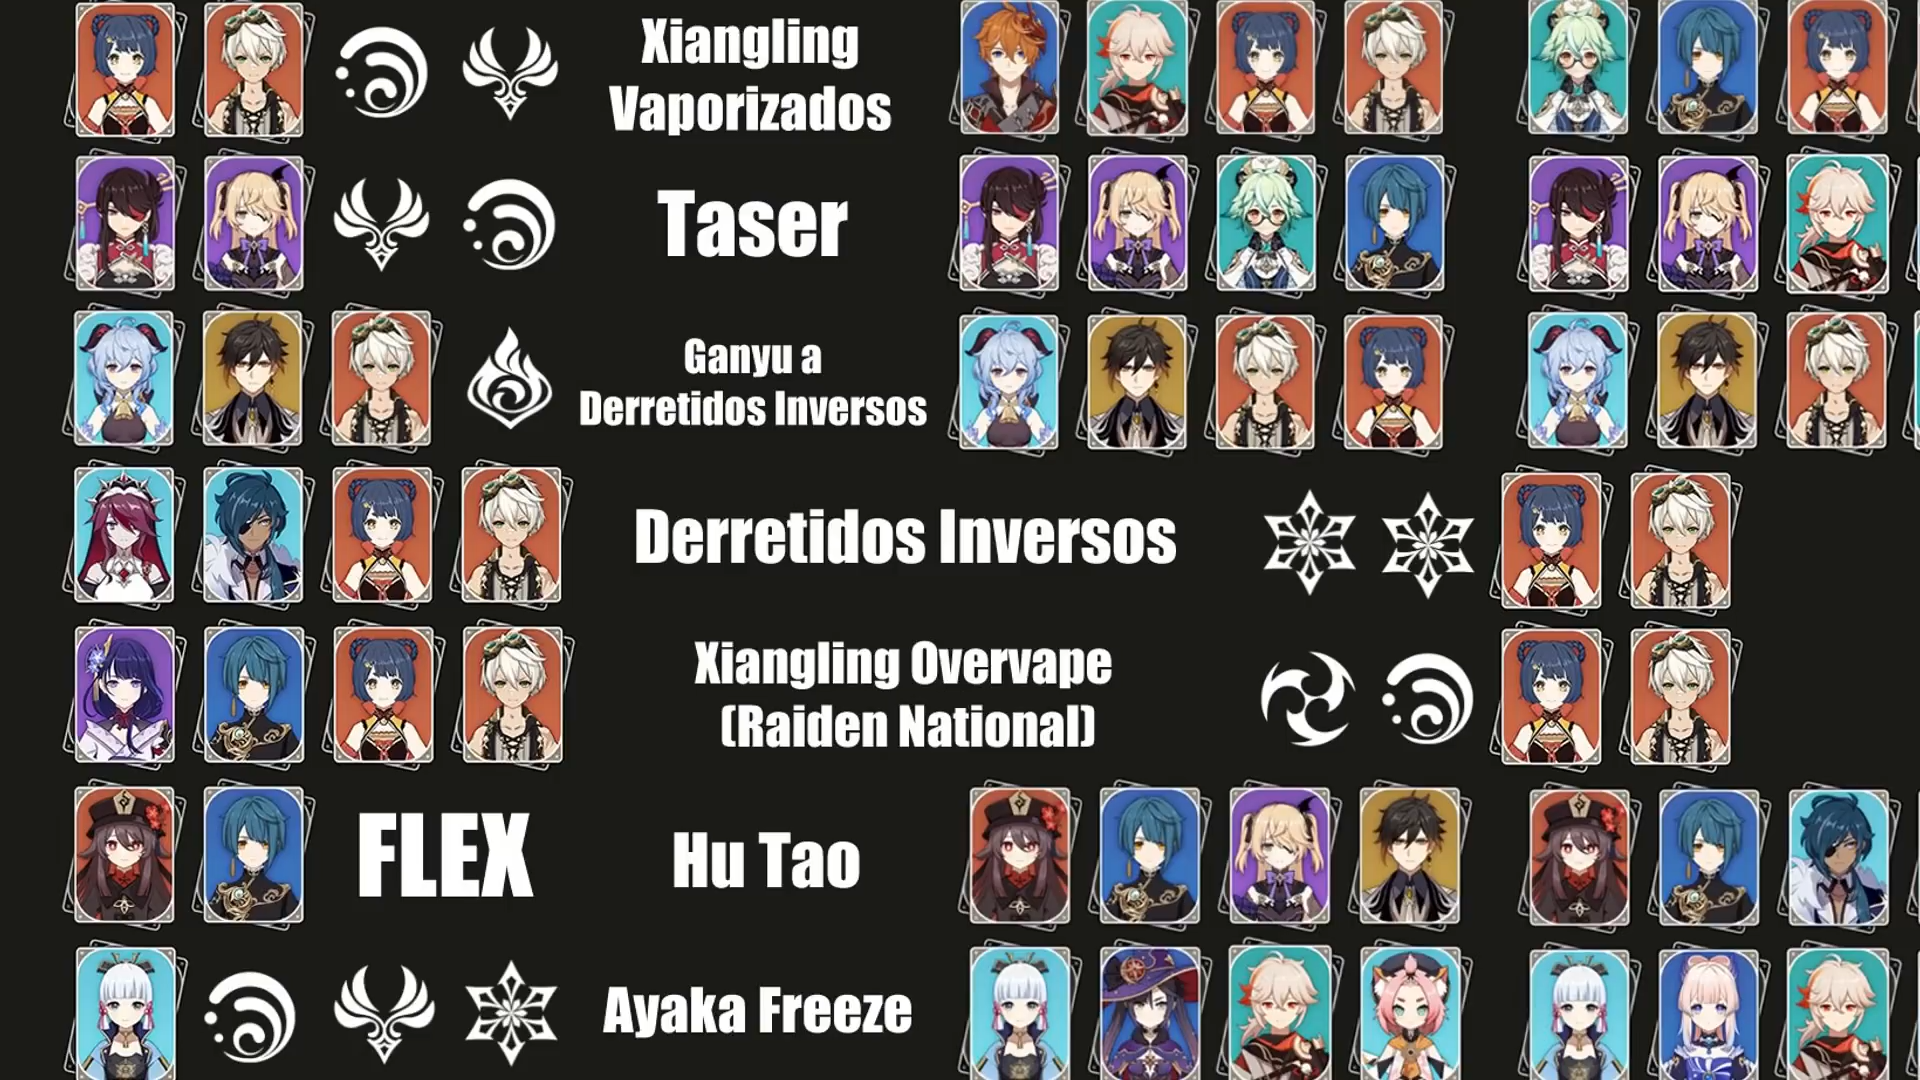 Xiangling
Vaporizados
Taser
Ganyu a
Derretidos Inversos
Derretidos Inversos
Xiangling Overvape
(Raiden National)
FLEX
Hu Tao
Ayaka Freeze